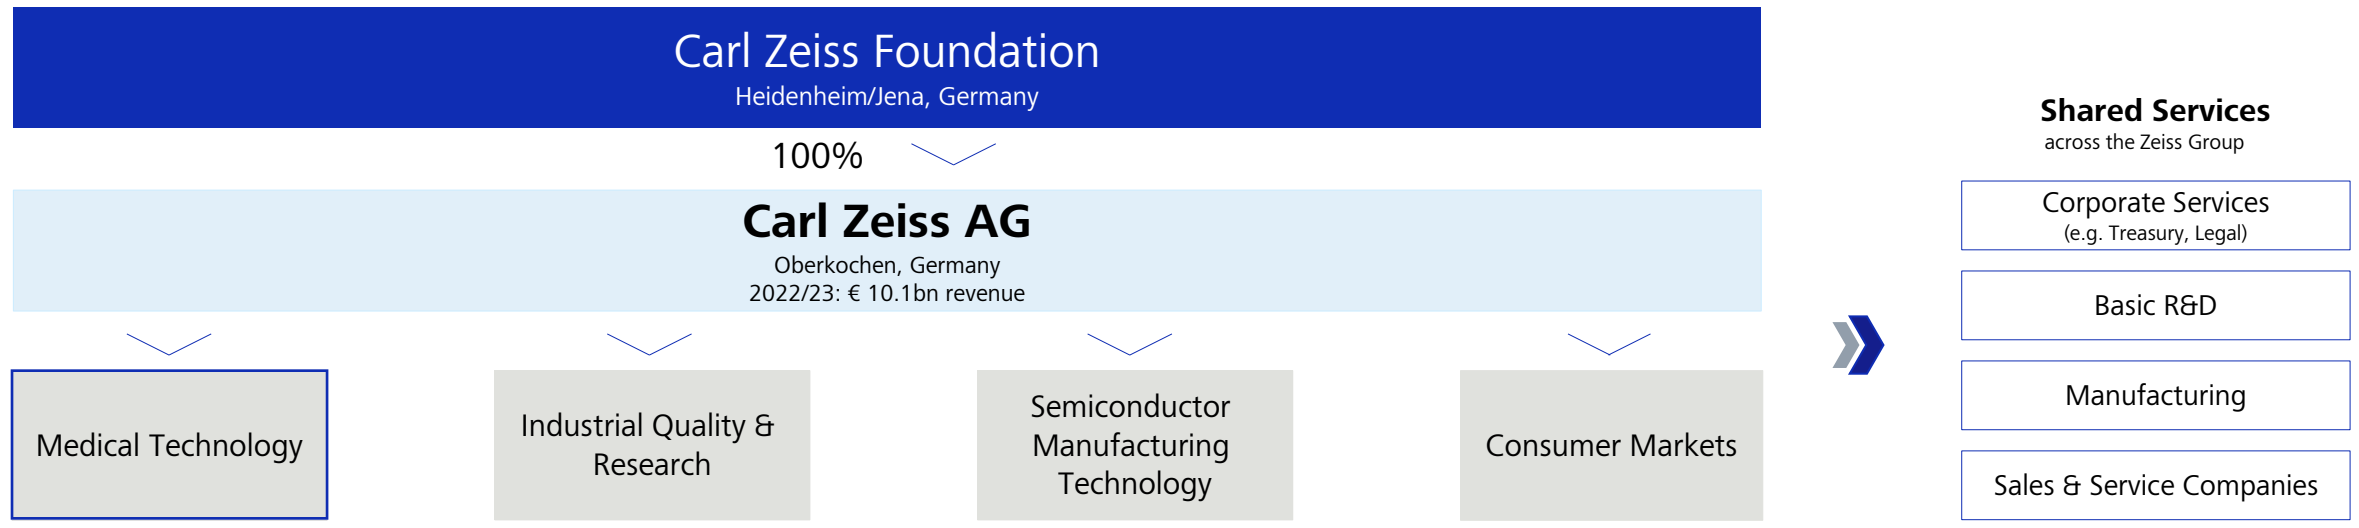 Carl Zeiss Foundation
Heidenheim/Jena, Germany
100%
Carl Zeiss AG
Oberkochen, Germany
2022/23: € 10.1bn revenue
Medical Technology
Industrial Quality &
Research
Semiconductor
Manufacturing
Technology
Consumer Markets
Shared Services
across the Zeiss Group
Corporate Services
(e.g. Treasury, Legal)
Basic R&D
Manufacturing
Sales & Service Companies